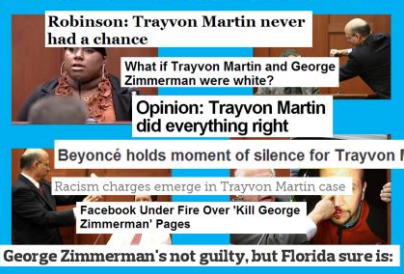 Robinson: Trayvon Martin never
had a chance
What if Trayvon Martin and George
Zimmerman were white?
Opinion: Trayvon Martin
did everything right
Beyoncé holds moment of silence for Trayvon
Racism charges emerge in Trayvon Martin case
Facebook Under Fire Over 'Kill George
Zimmerman' Pages
George Zimmerman's not guilty, but Florida sure is: